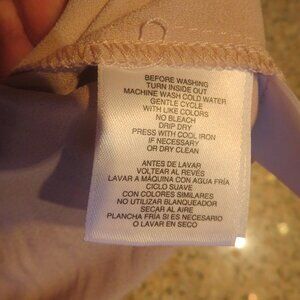 BEFORE WASHING
TURN INSIDE OUT
MACHINE WASH COLD WATER
GENTLE CYCLE
WITH LIKE COLORS
NO BLEACH
DRIP DRY
PRESS WITH COOL IRON
IF NECESSARY
OR DRY CLEAN
ANTES DE LAVAR
VOLTEAR AL REVÉS
LAVAR A MÁQUINA CON AGUA FRÍA
CICLO SUAVE
CON COLORES SIMILARES
NO UTILIZAR BLANQUEADOR
SECAR AL AIRE
PLANCHA FRÍA SI ES NECESARIO
O LAVAR EN SECO